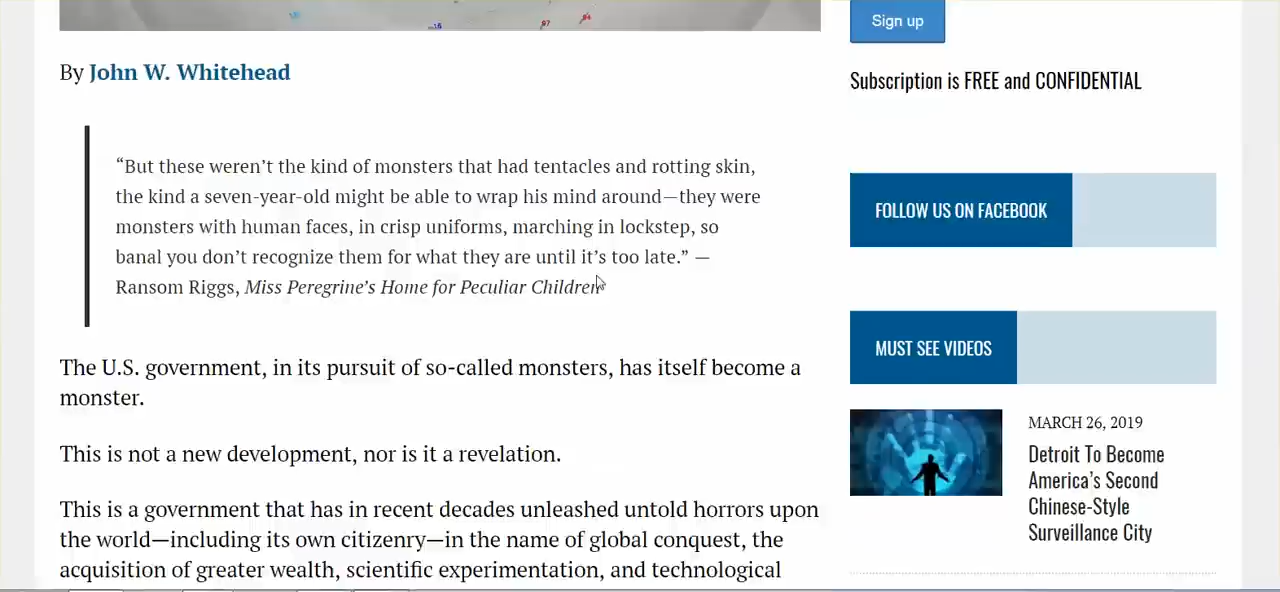 Sign up
By John W. Whitehead
Subscription is FREE and CONFIDENTIAL
“But these weren’t the kind of monsters that had tentacles and rotting skin,
the kind a seven-year-old might be able to wrap his mind around—they were
monsters with human faces, in crisp uniforms, marching in lockstep, so
banal you don’t recognize them for what they are until it’s too late.” —
Ransom Riggs, Miss Peregrine’s Home for Peculiar Children
The U.S. government, in its pursuit of so-called monsters, has itself become a
monster.
This is not a new development, nor is it a revelation.
This is a government that has in recent decades unleashed untold horrors upon
the world—including its own citizenry—in the name of global conquest, the
acquisition of greater wealth, scientific experimentation, and technological
FOLLOW US ON FACEBOOK
MUST SEE VIDEOS
MARCH 26, 2019
Detroit To Become
America’s Second
Chinese-Style
Surveillance City